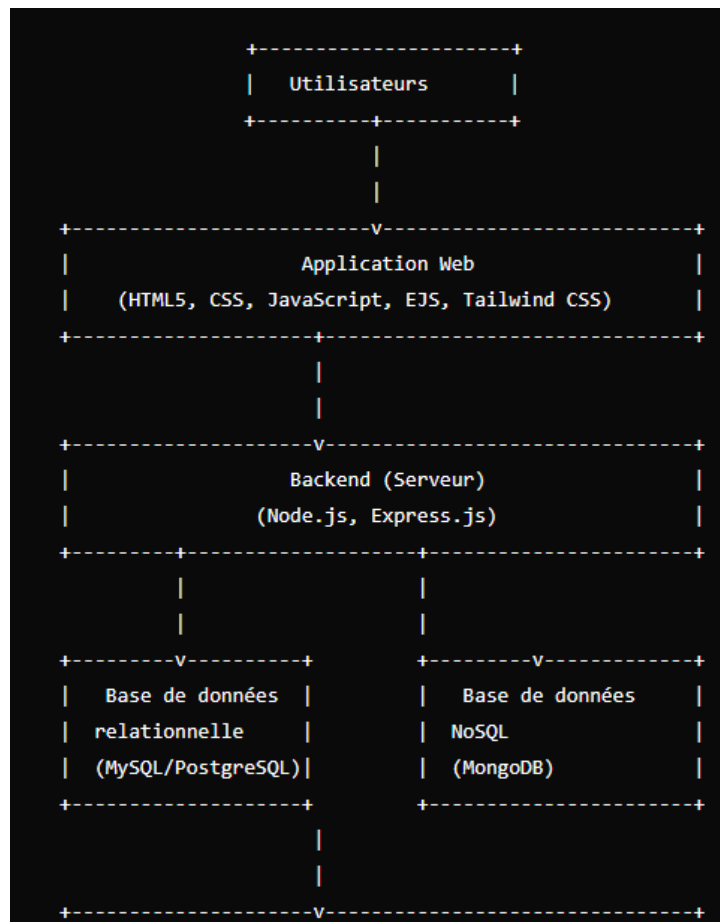 +----------------------+
|   Utilisateurs       |
+----------+-----------+
|
|
+--------------------------v---------------------------+
|                    Application Web                   |
|    (HTML5, CSS, JavaScript, EJS, Tailwind CSS)       |
+---------------------+--------------------------------+
|
|
+---------------------v--------------------------------+
|                   Backend (Serveur)                  |
|                (Node.js, Express.js)                 |
+---------+--------------------+-----------------------+
|                    |
|                    |
+---------v----------+         +---------v-------------+
|   Base de données  |         |   Base de données     |
|  relationnelle     |         |  NoSQL                |
|  (MySQL/PostgreSQL)|         |  (MongoDB)            |
+--------------------+         +-----------------------+
|
|
+---------------------v--------------------------------+